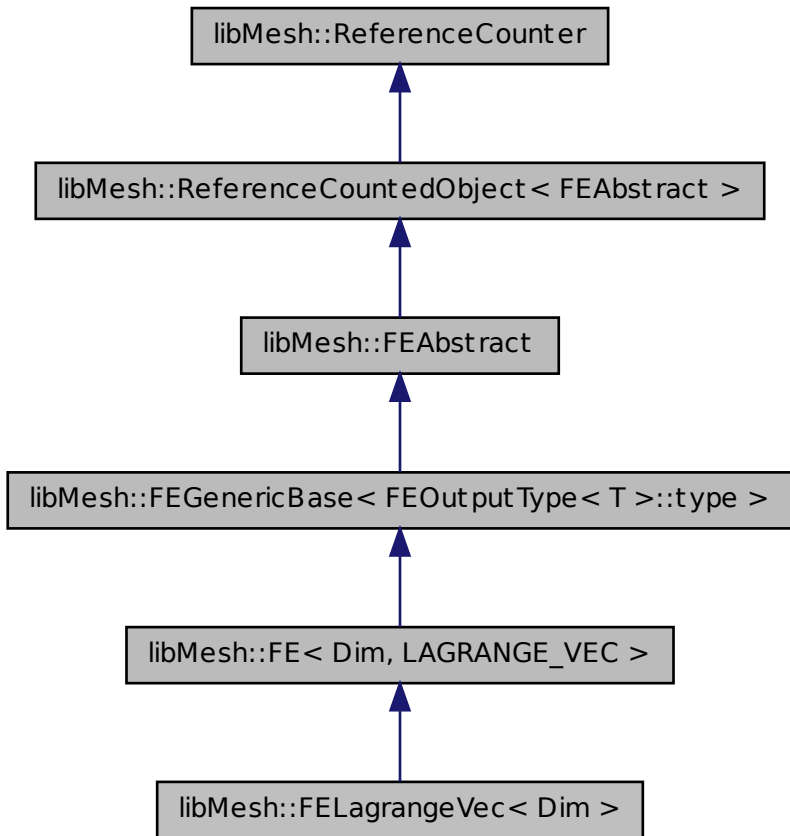 libMesh::ReferenceCounter
libMesh::ReferenceCountedObject< FEAbstract >
libMesh::FEAbstract
libMesh::FEGenericBase< FEOutputType< T >::type >
libMesh::FE< Dim, LAGRANGE_VEC >
libMesh::FELagrangeVec< Dim >